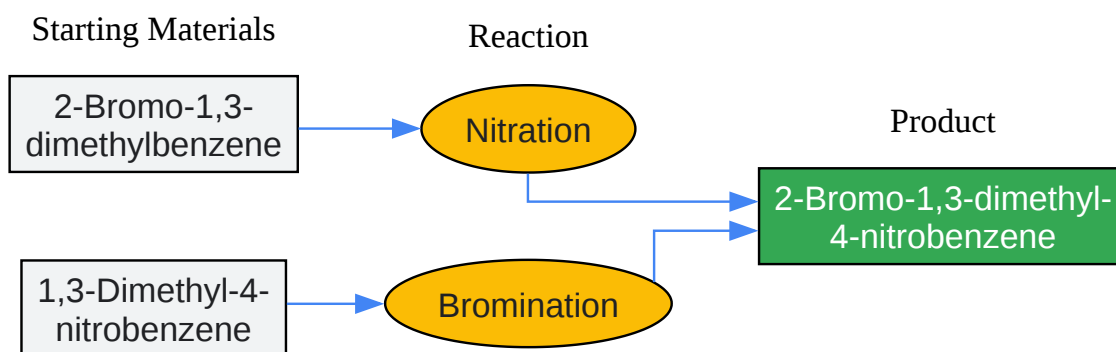 Starting Materials
Reaction
2-Bromo-1,3-
dimethylbenzene
Nitration
Product
2-Bromo-1,3-dimethyl-
4-nitrobenzene
1,3-Dimethyl-4-
nitrobenzene
Bromination